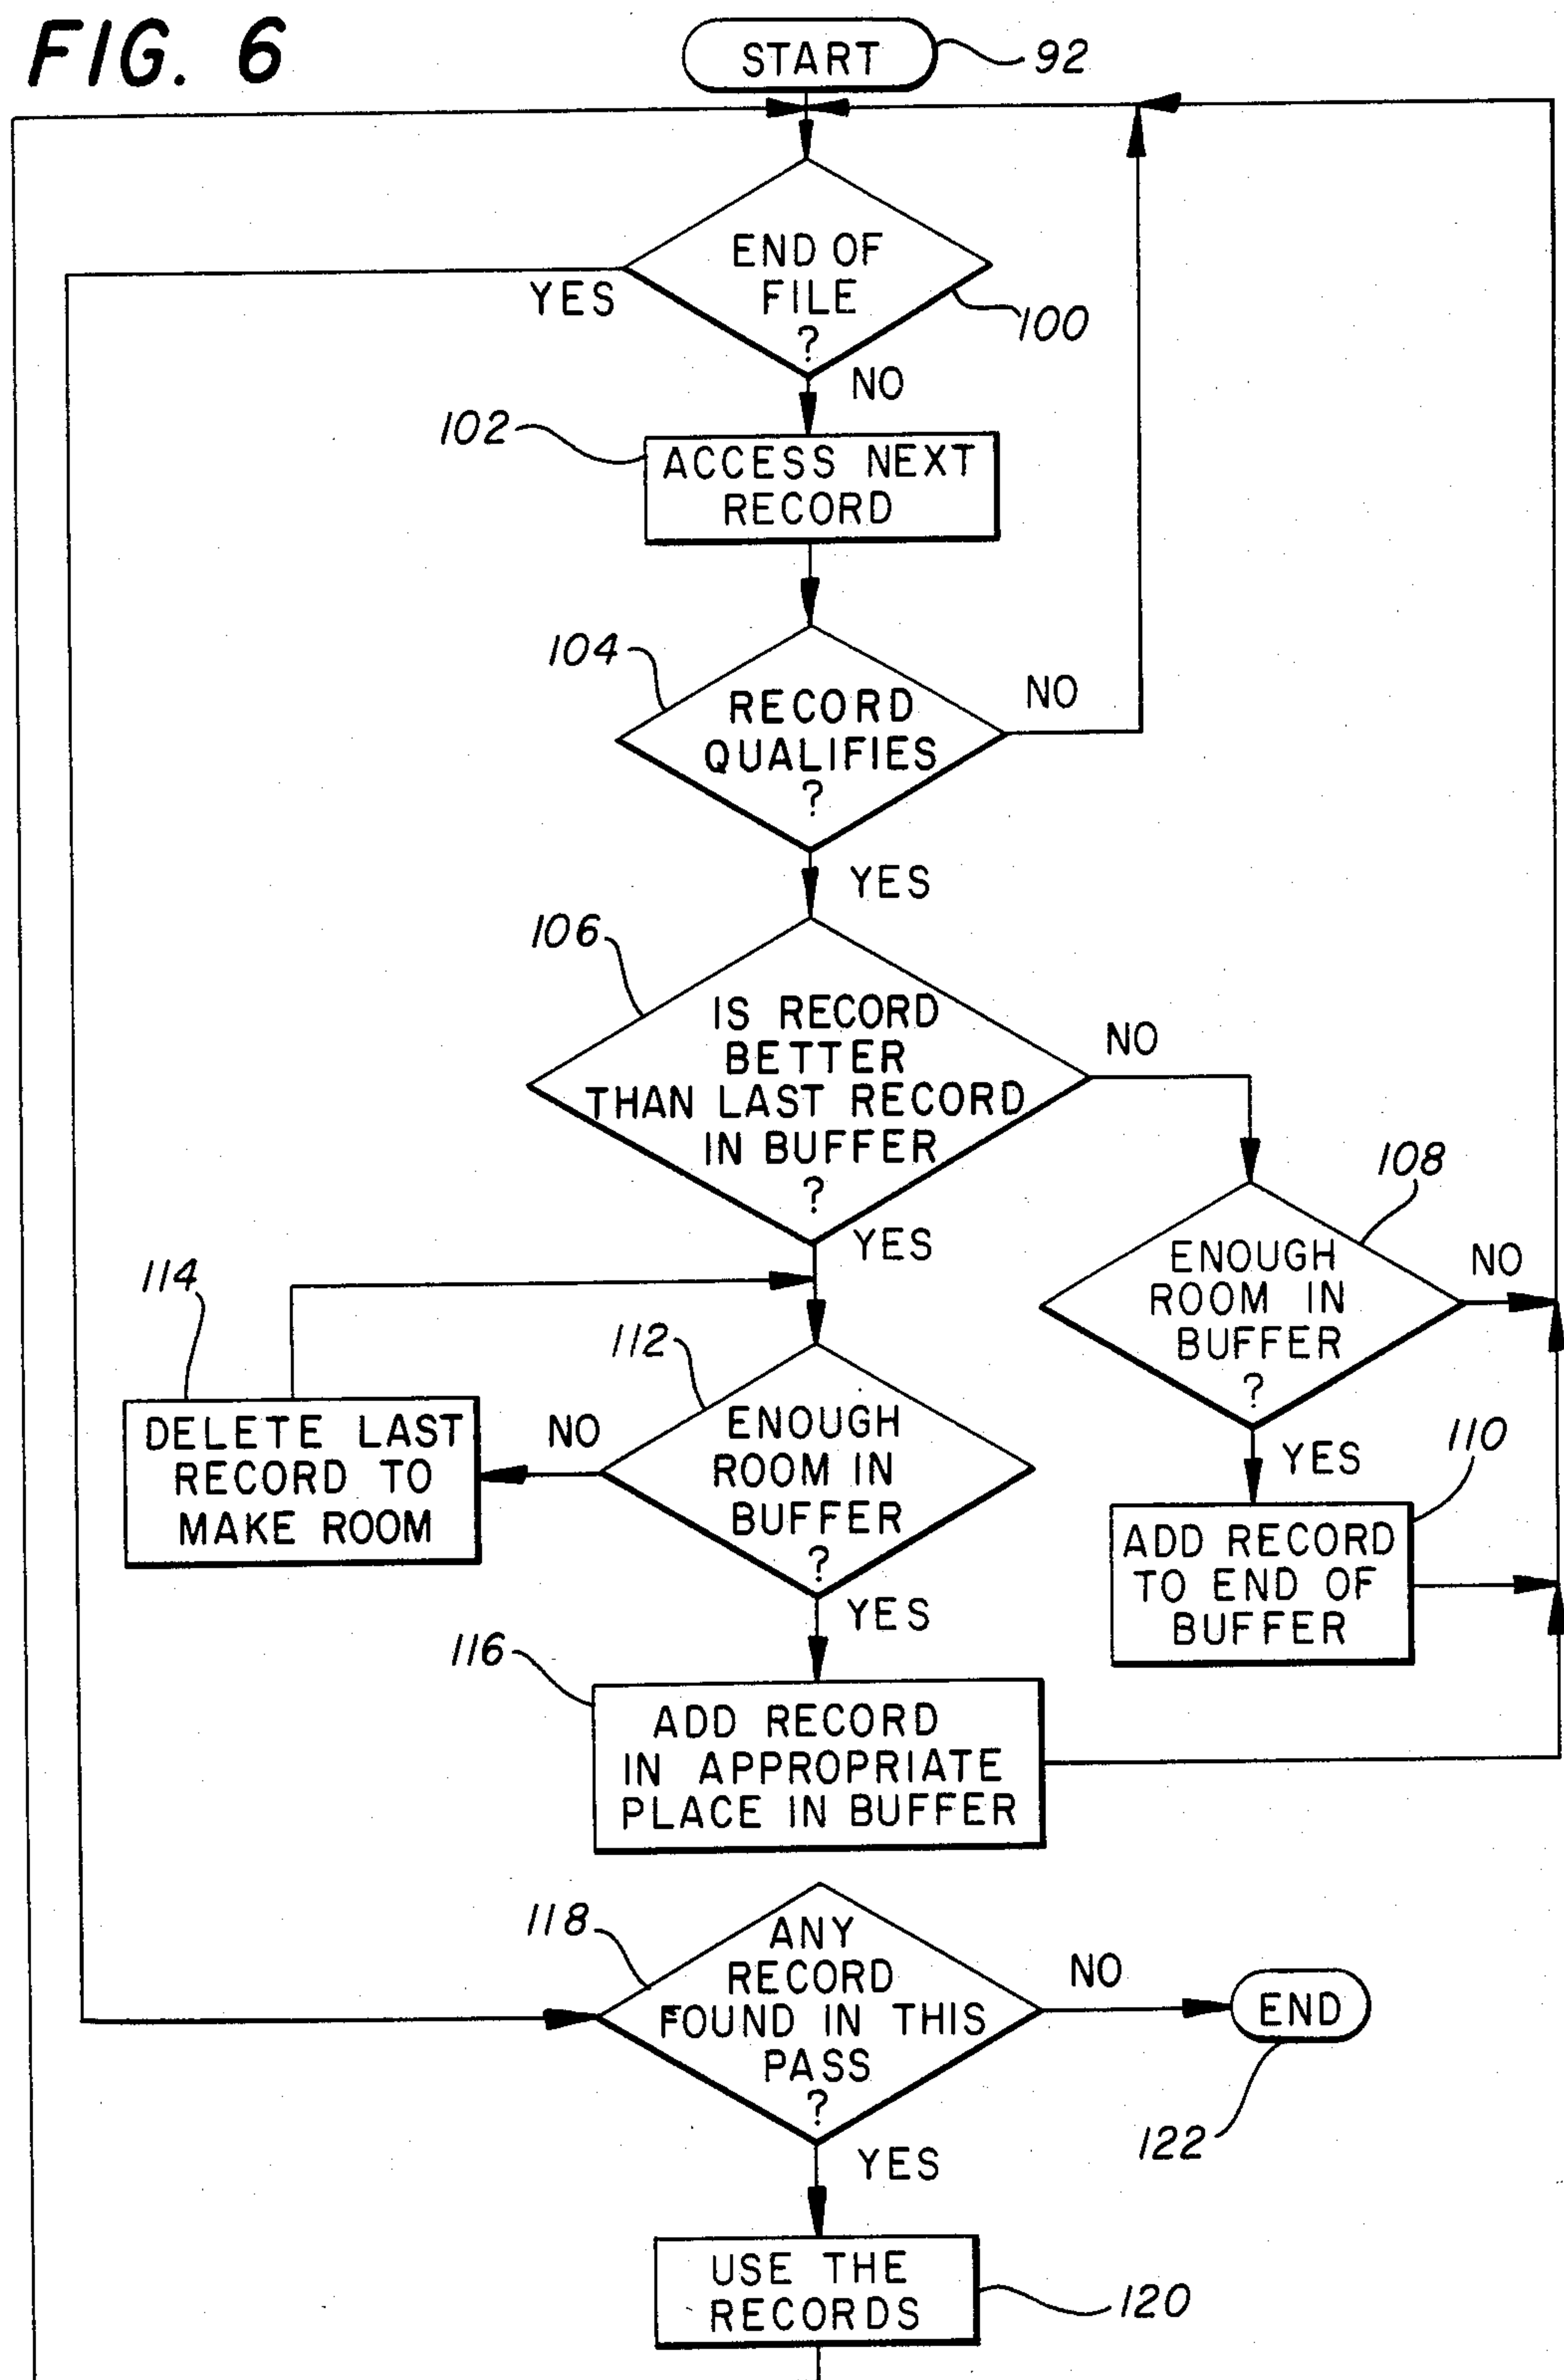 FIG. 6
START
92
END OF
FILE
?
YES
100
NO
102
ACCESS NEXT
RECORD
104
RECORD
QUALIFIES
?
NO
YES
106
IS RECORD
BETTER
THAN LAST RECORD
IN BUFFER
?
NO
YES
108
ENOUGH
ROOM IN
BUFFER
?
NO
YES
110
ADD RECORD
TO END OF
BUFFER
114
DELETE LAST
RECORD TO
MAKE ROOM
112
ENOUGH
ROOM IN
BUFFER
?
NO
YES
116
ADD RECORD
IN APPROPRIATE
PLACE IN BUFFER
118
ANY
RECORD
FOUND IN THIS
PASS
?
NO
END
122
YES
USE THE
RECORDS
120